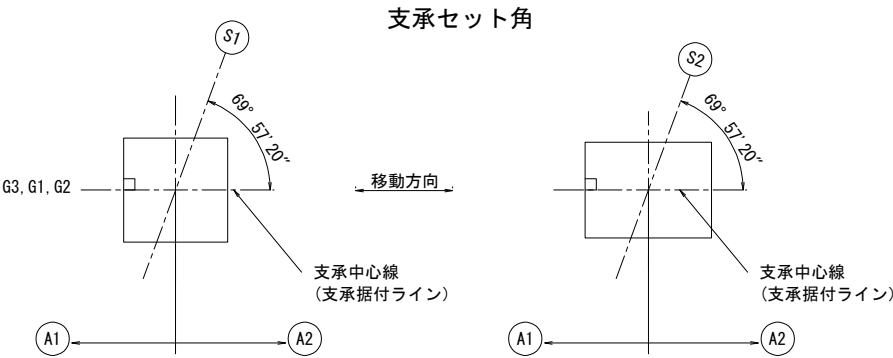 支承セット角
S1
S2
69° 57′ 20″
69° 57′ 20″
G3, G1, G2
移動方向
支承中心線
(支承据付ライン)
支承中心線
(支承据付ライン)
A1
A2
A1
A2